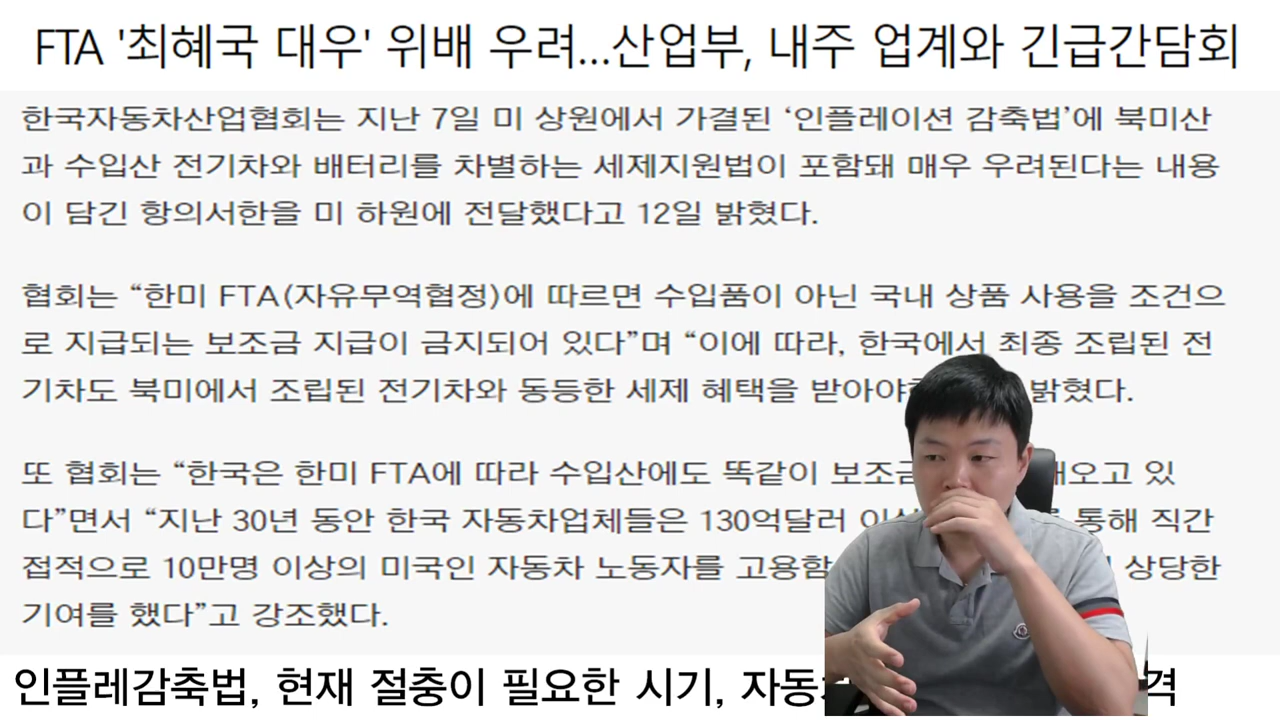 FTA '최혜국 대우' 위배 우려...산업부, 내주 업계와 긴급간담회
한국자동차산업협회는 지난 7일 미 상원에서 가결된 ‘인플레이션 감축법’에 북미산
과 수입산 전기차와 배터리를 차별하는 세제지원법이 포함돼 매우 우려된다는 내용
이 담긴 항의서한을 미 하원에 전달했다고 12일 밝혔다.
협회는 “한미 FTA(자유무역협정)에 따르면 수입품이 아닌 국내 상품 사용을 조건으
로 지급되는 보조금 지급이 금지되어 있다”며 “이에 따라, 한국에서 최종 조립된 전
기차도 북미에서 조립된 전기차와 동등한 세제 혜택을 밝혔다.
또 협회는 “한국은 한미 FTA에 따라 수입산에도 똑같이 있
다”면서 “지난 30년 동안 한국 자동차업체들은 130억달러 통해 직간
접적으로 10만명 이상의 미국인 자동차 노동자를 상당한
기여를 했다”고 강조했다.
인플레감축법, 현재 절충이 필요한 시기,